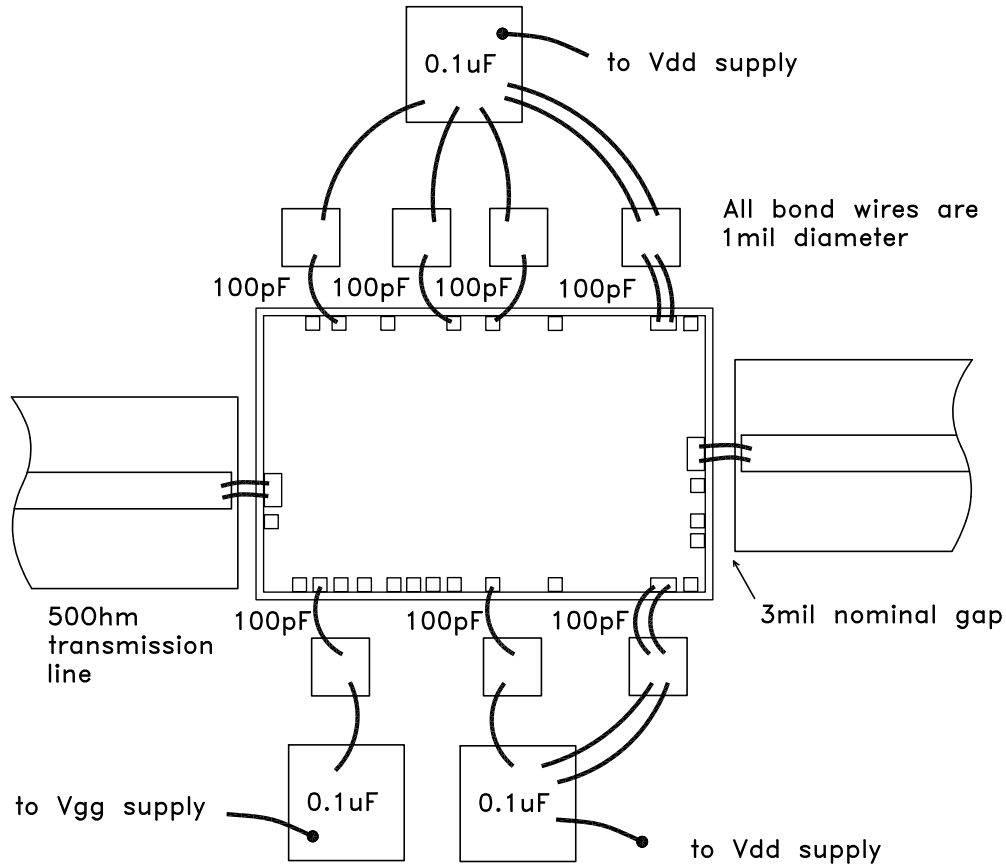 0.1uF
to Vdd supply
All bond wires are
1mil diameter
100pF
100pF
100pF
100pF
100pF
100pF
100pF
500hm
transmission
line
3mil nominal gap
0.1uF
0.1uF
to Vgg supply
to Vdd supply